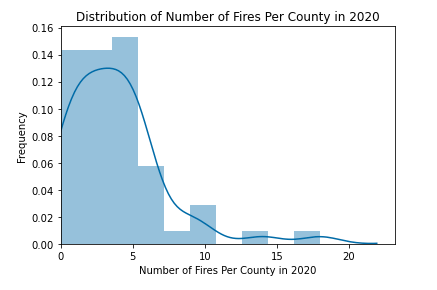 Distribution of Number of Fires Per County in 2020
0.16
0.14
0.12
0.10
0.08
0.06
0.04
0.02
0.00
Frequency
0 5 10 15 20
Number of Fires Per County in 2020